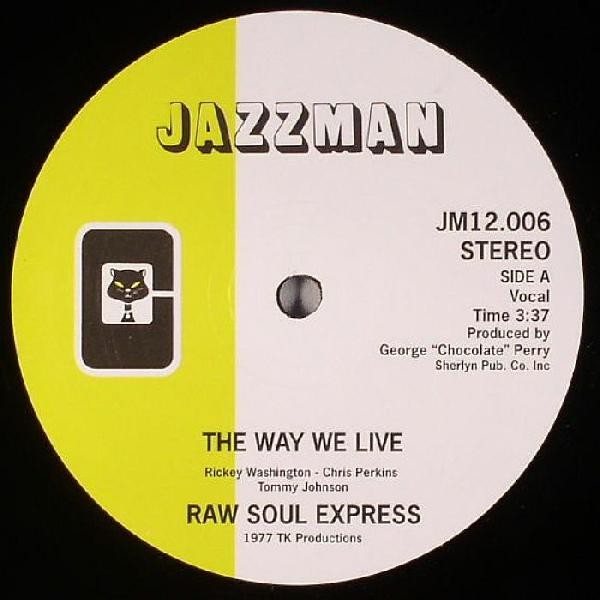 JAZZMAN
JM12.006
STEREO
SIDE A
Vocal
Time 3:37
Produced by
George "Chocolate" Perry
Sherlyn Pub. Co. Inc
THE WAY WE LIVE
Rickey Washington - Chris Perkins
Tommy Johnson
RAW SOUL EXPRESS
1977 TK Productions